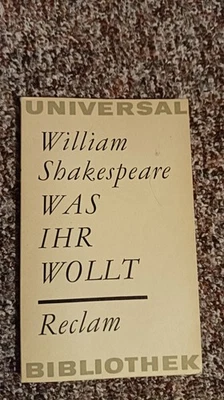 UNIVERSAL
William
Shakespeare
WAS
IHR
WOLLT
Reclam
BIBLIOTHEK